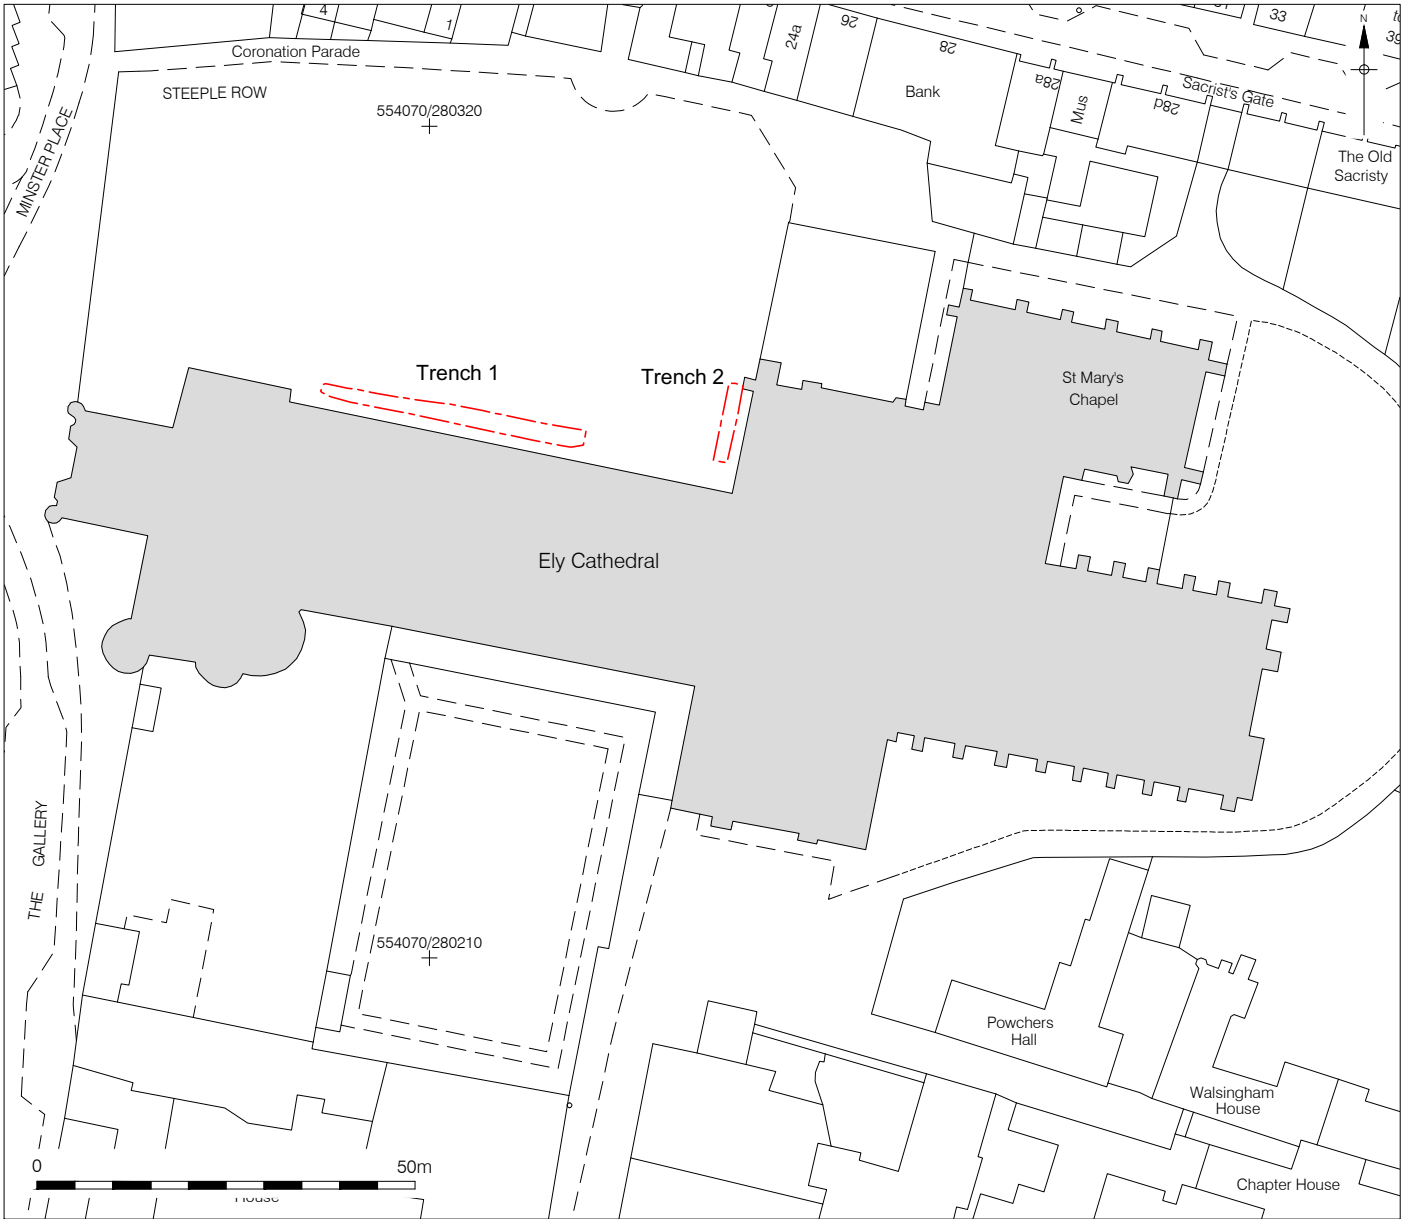 4
1
Coronation Parade
STEEPLE ROW
MINSTER PLACE
554070/280320
24a
26
28
Bank
28a
Mus
28d
Sacrist's Gate
33
N
39
The Old
Sacristy
Trench 1
Trench 2
St Mary's
Chapel
Ely Cathedral
THE GALLERY
554070/280210
Powchers
Hall
Walsingham
House
Chapter House
0
50m
House